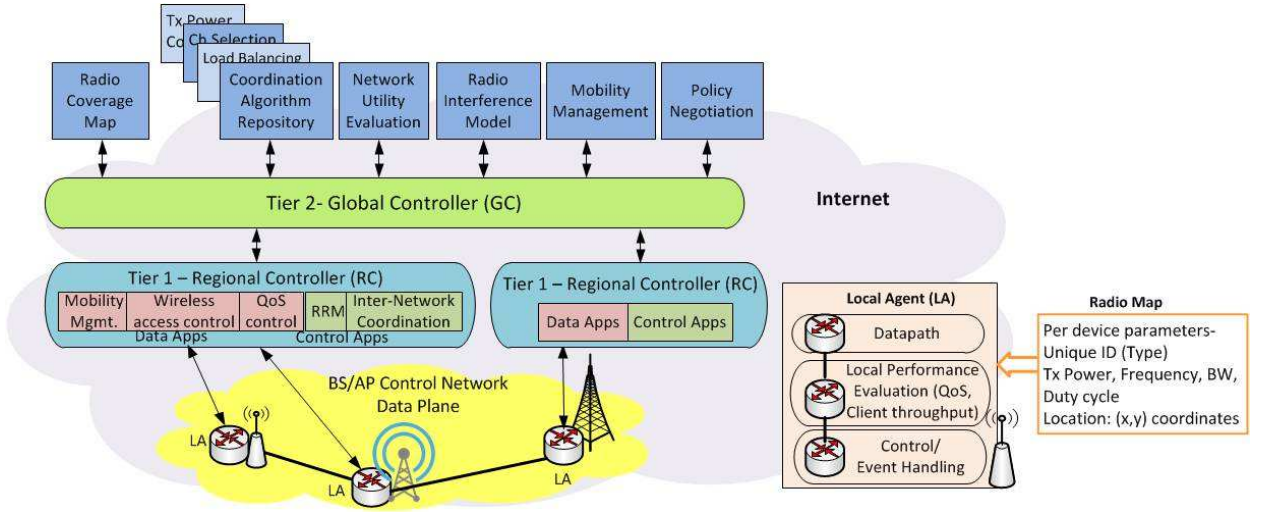 Tx Power
Co
Ch Selection
Load Balancing
Radio
Coverage
Map
Coordination
Algorithm
Repository
Network
Utility
Evaluation
Radio
Interference
Model
Mobility
Management
Policy
Negotiation
Tier 2- Global Controller (GC)
Internet
Tier 1 – Regional Controller (RC)
Mobility
Mgmt.
Wireless
access control
QoS
control
RRM
Inter-Network
Coordination
Data Apps
Control Apps
Tier 1 – Regional Controller (RC)
Data Apps
Control Apps
BS/AP Control Network
Data Plane
LA
LA
LA
Local Agent (LA)
Datapath
Local Performance
Evaluation (QoS,
Client throughput)
Control/
Event Handling
Radio Map
Per device parameters-
Unique ID (Type)
Tx Power, Frequency, BW,
Duty cycle
Location: (x,y) coordinates